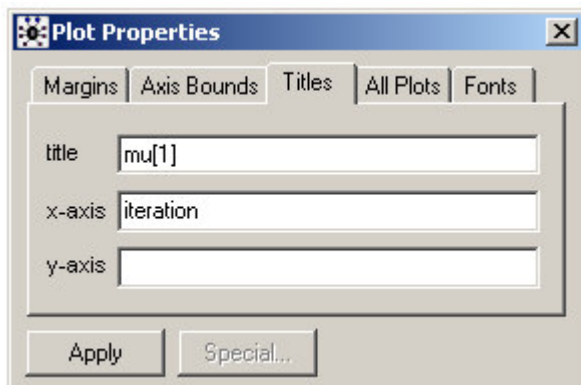 Plot Properties
Margins Axis Bounds Titles All Plots Fonts
title mu[1]
x-axis iteration
y-axis
Apply Special...